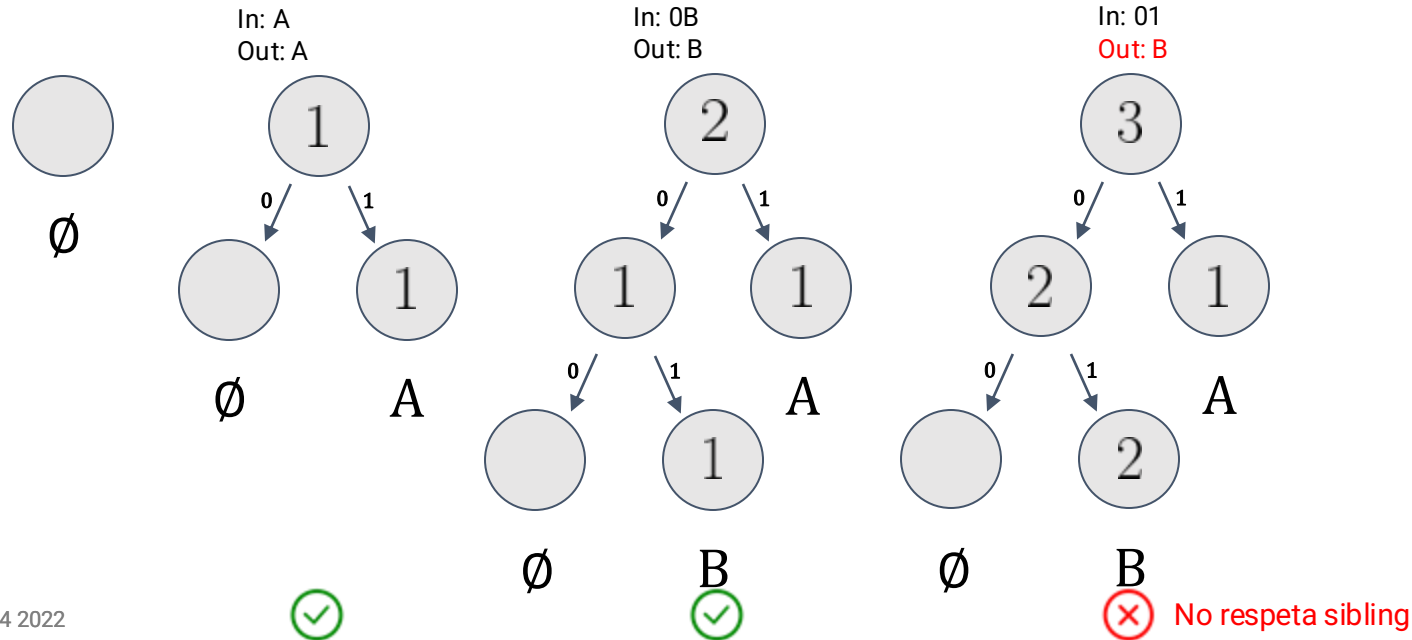 In: A
Out: A
In: 0B
Out: B
In: 01
Out: B
∅
1
0 1
1
∅ A
2
0 1
1 1
0 1
A
1
∅ B
3
0 1
2 1
0 1
A
2
∅ B
4 2022
No respeta sibling